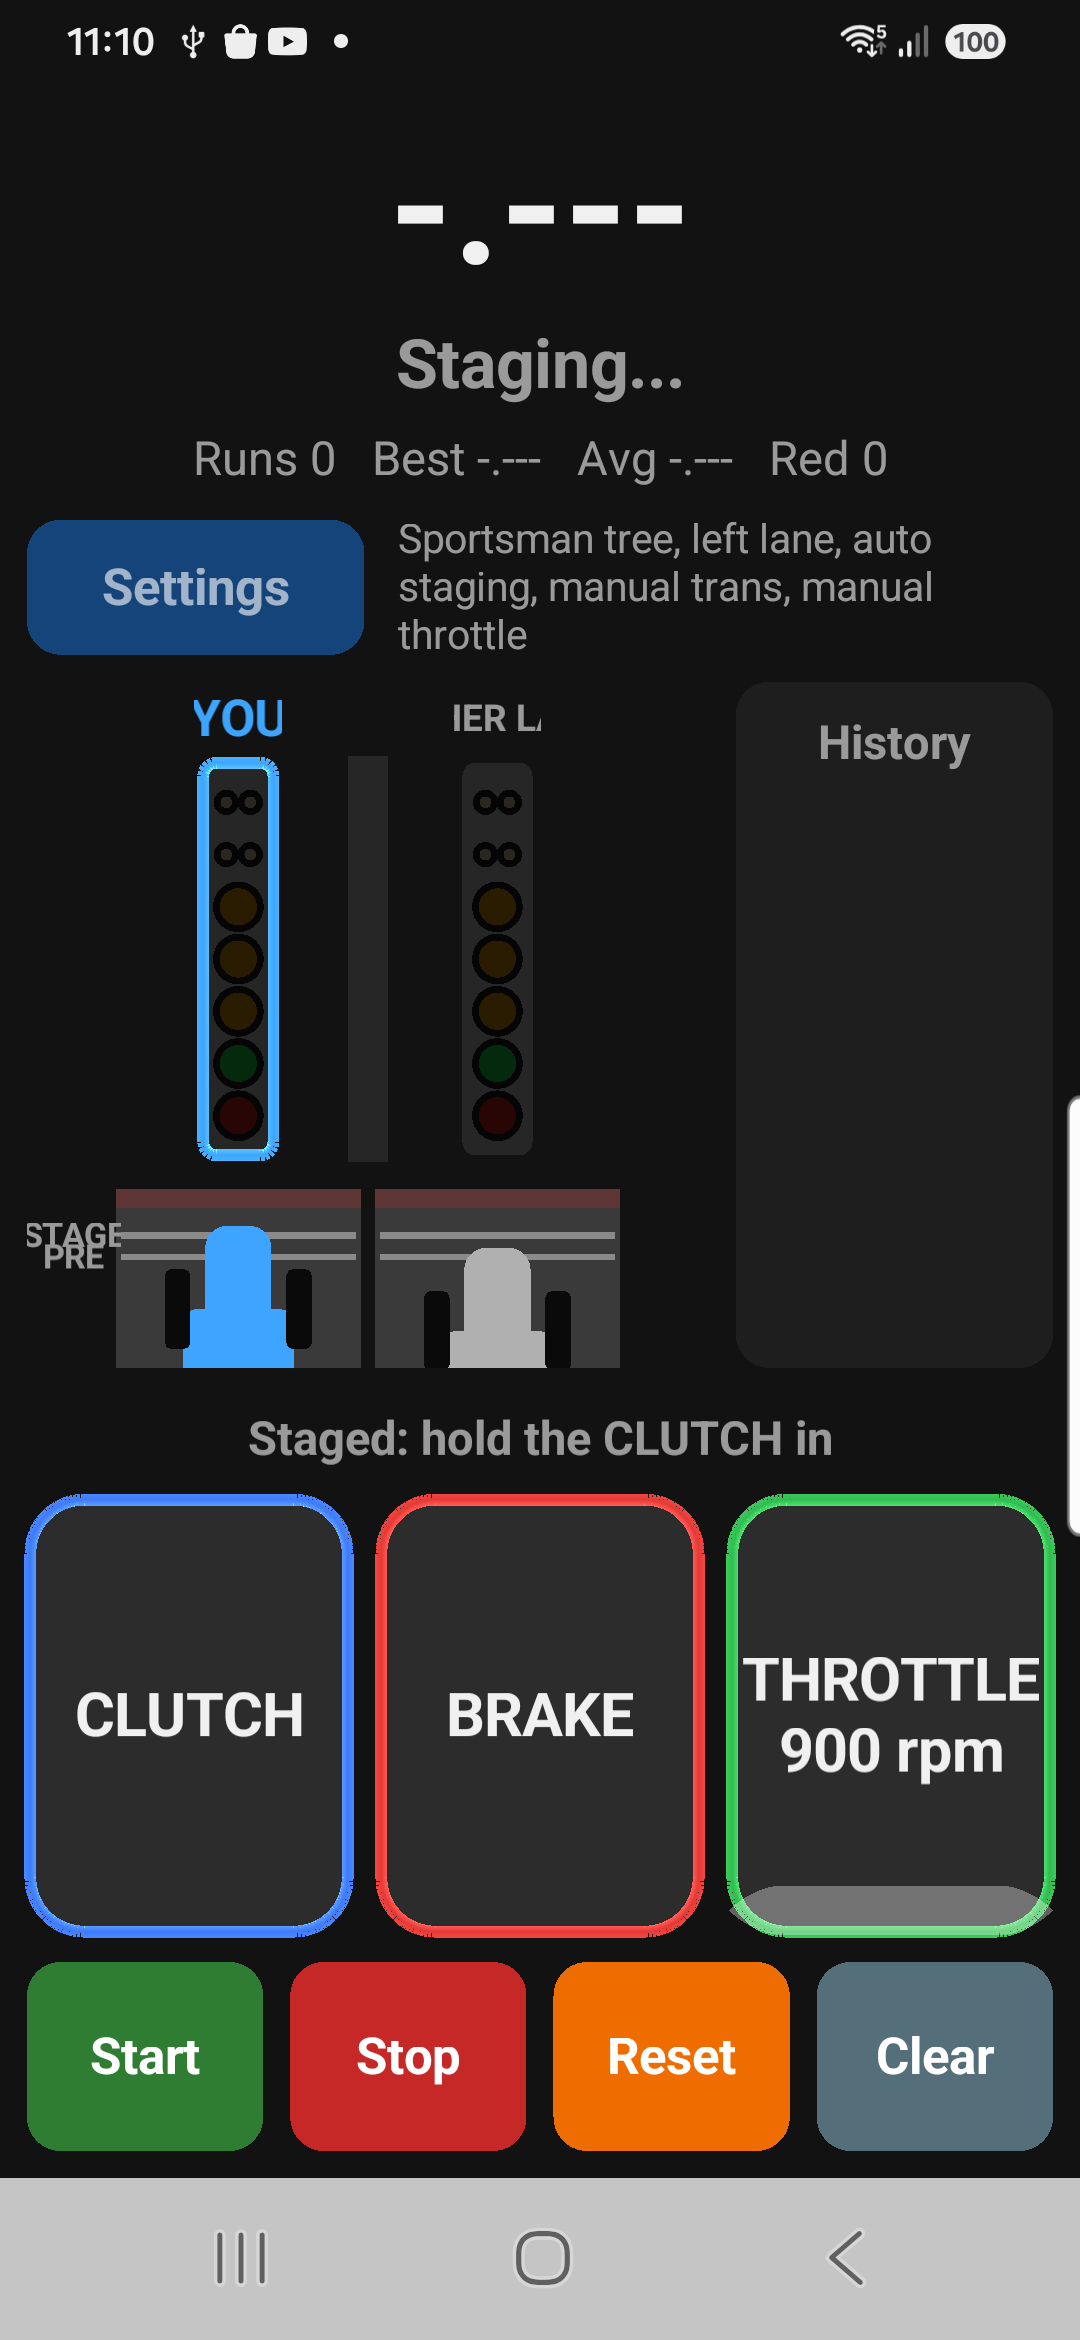 11:10
5
100
-.---
Staging...
Runs 0 Best -.--- Avg -.--- Red 0
Settings
Sportsman tree, left lane, auto
staging, manual trans, manual
throttle
YOU
IER LA
History
STAGE
PRE
Staged: hold the CLUTCH in
CLUTCH
BRAKE
THROTTLE
900 rpm
Start
Stop
Reset
Clear